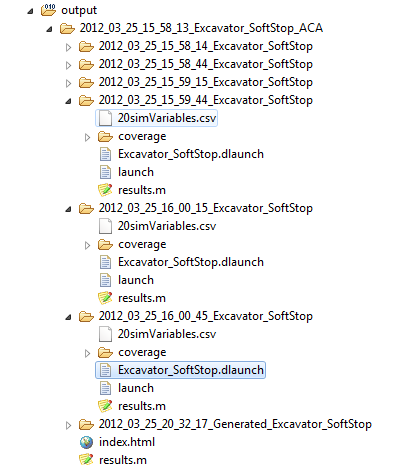 output
2012_03_25_15_58_13_Excavator_SoftStop_ACA
2012_03_25_15_58_14_Excavator_SoftStop
2012_03_25_15_58_44_Excavator_SoftStop
2012_03_25_15_59_15_Excavator_SoftStop
2012_03_25_15_59_44_Excavator_SoftStop
20simVariables.csv
coverage
Excavator_SoftStop.dlaunch
launch
results.m
2012_03_25_16_00_15_Excavator_SoftStop
20simVariables.csv
coverage
Excavator_SoftStop.dlaunch
launch
results.m
2012_03_25_16_00_45_Excavator_SoftStop
20simVariables.csv
coverage
Excavator_SoftStop.dlaunch
launch
results.m
2012_03_25_20_32_17_Generated_Excavator_SoftStop
index.html
results.m